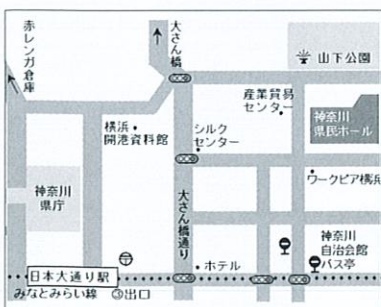 赤レンガ倉庫
大さん橋
山下公園
産業貿易
センター
神奈川
県民ホール
横浜
開港資料館
シルク
センター
ワークピア横浜
神奈川
県庁
大さん橋通り
神奈川
自治会館
バス亭
ホテル
日本大通り駅
みなとみらい線 ③出口